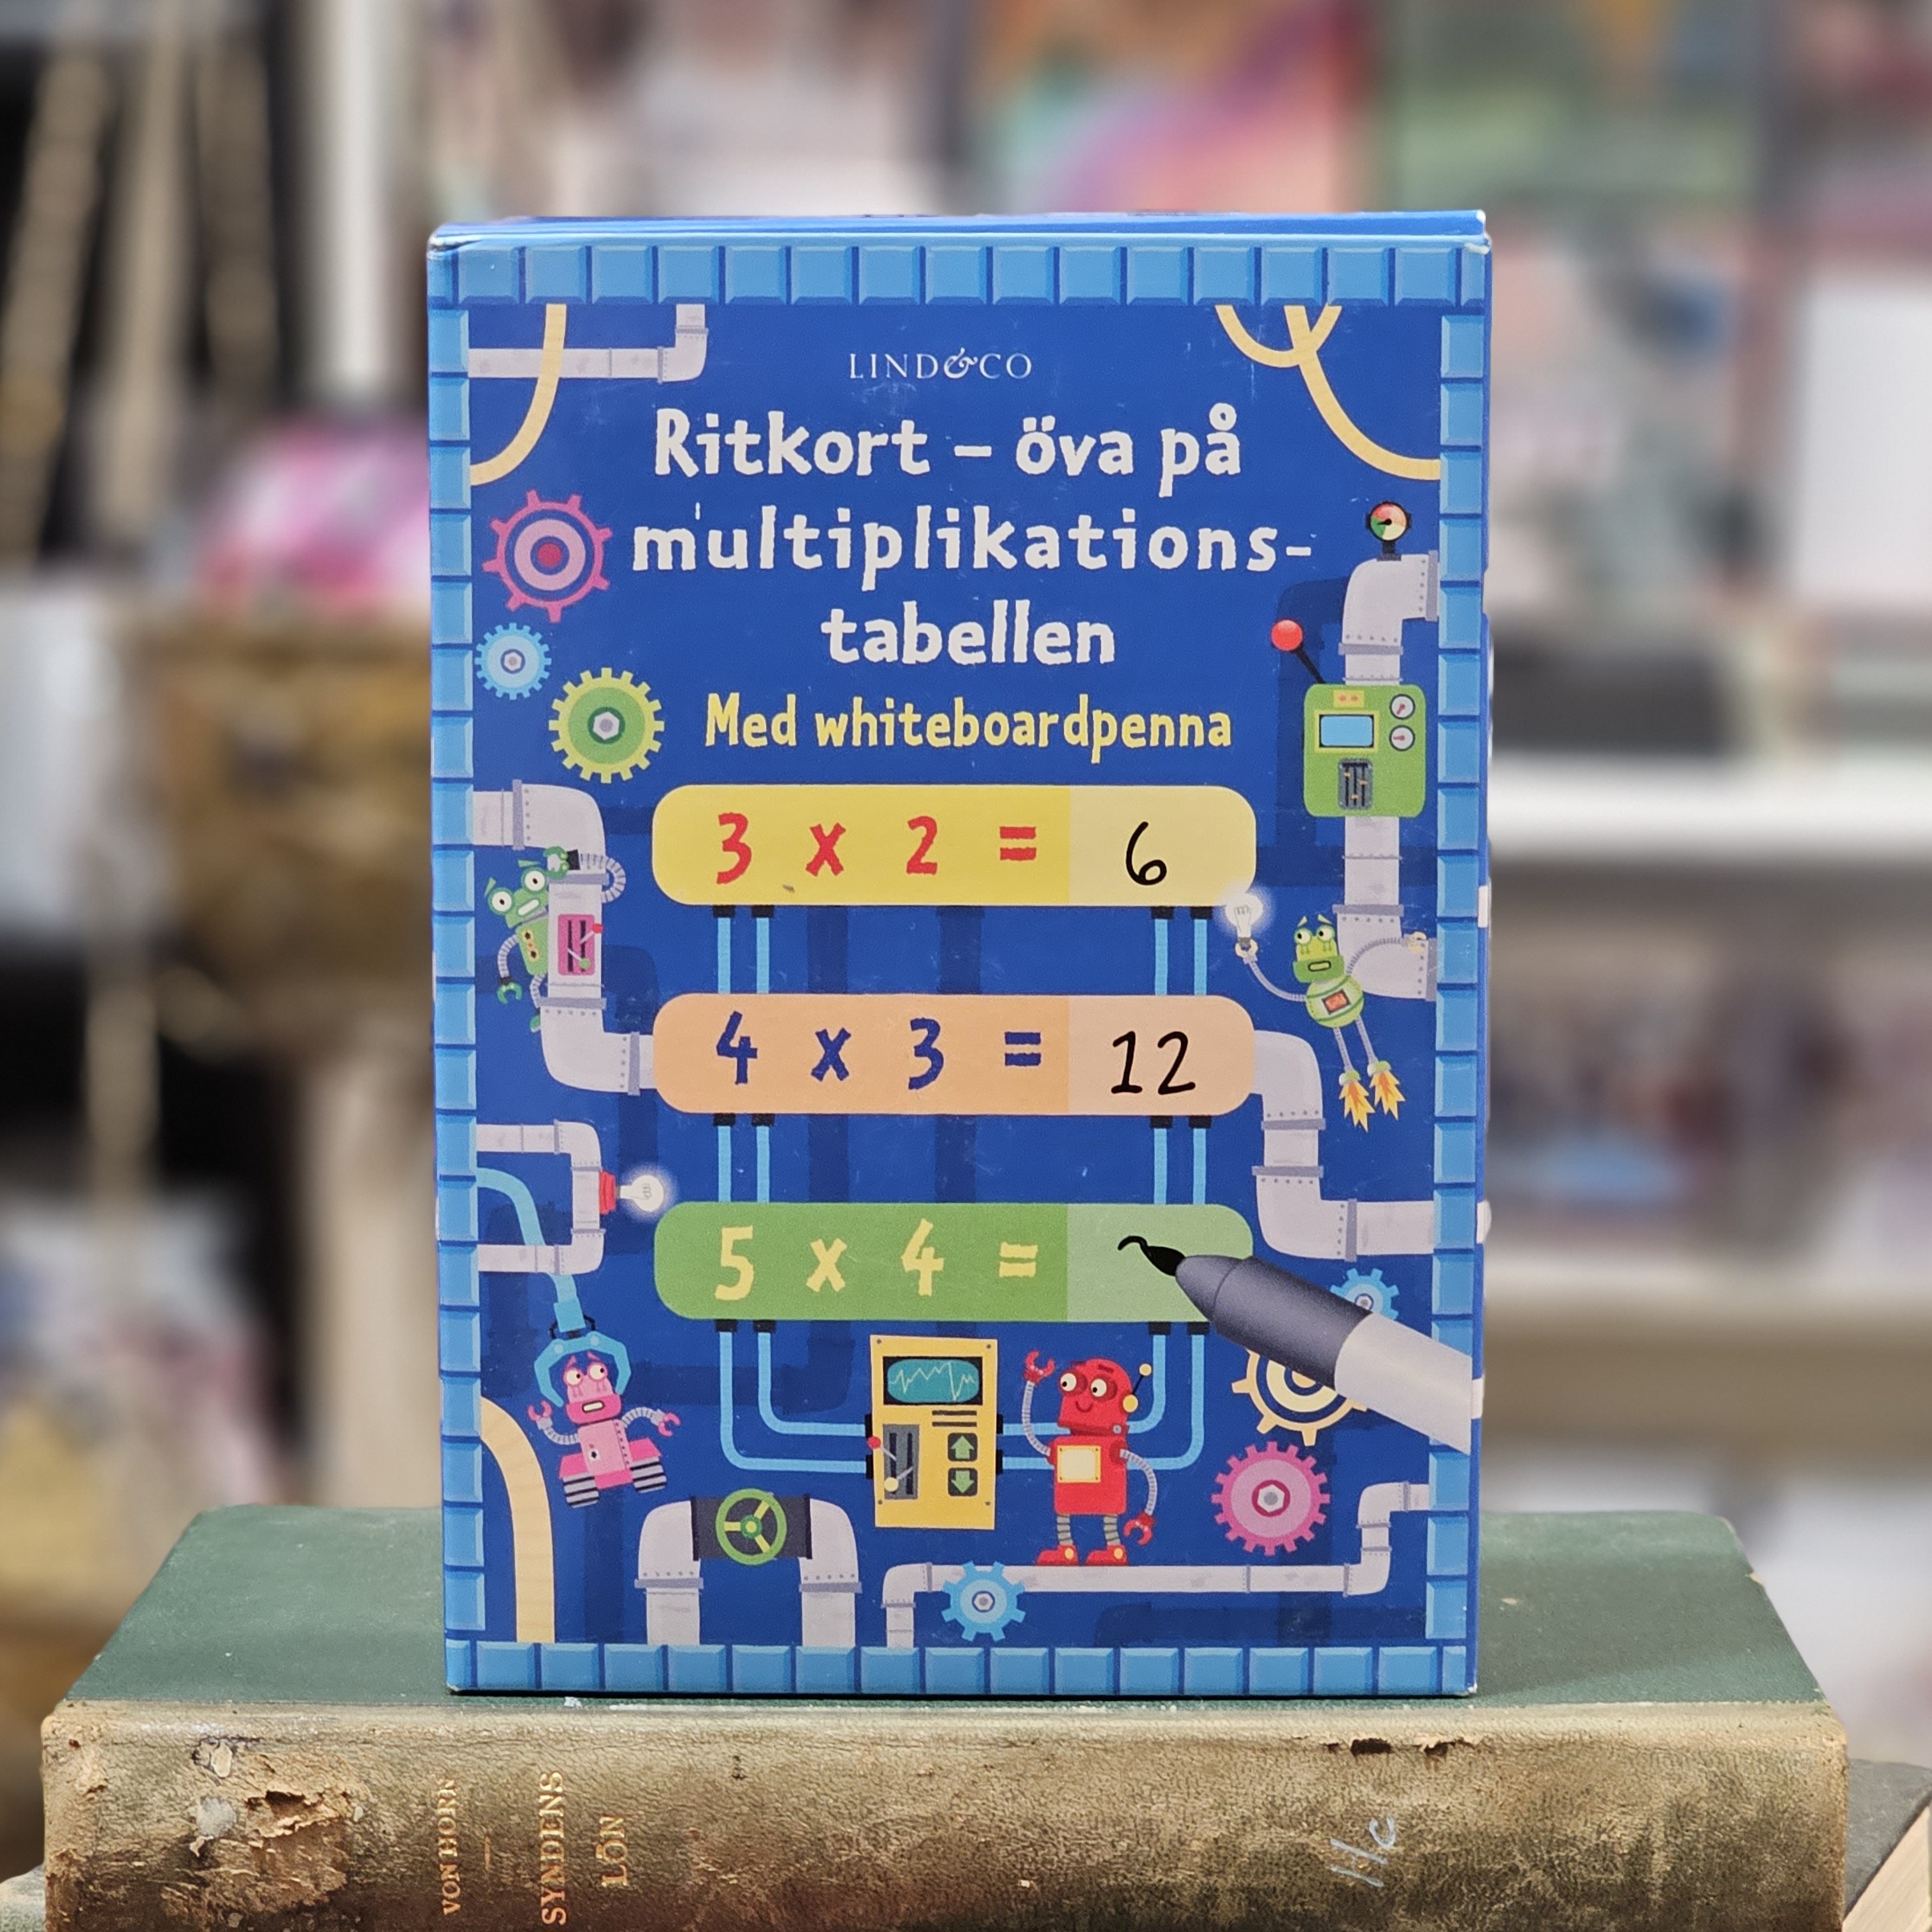 LIND&CO
Ritkort – öva på
multiplikations-
tabellen
Med whiteboardpenna
3 x 2 = 6
4 x 3 = 12
5 x 4 =
VON HORN
SYNDENS
LÖN